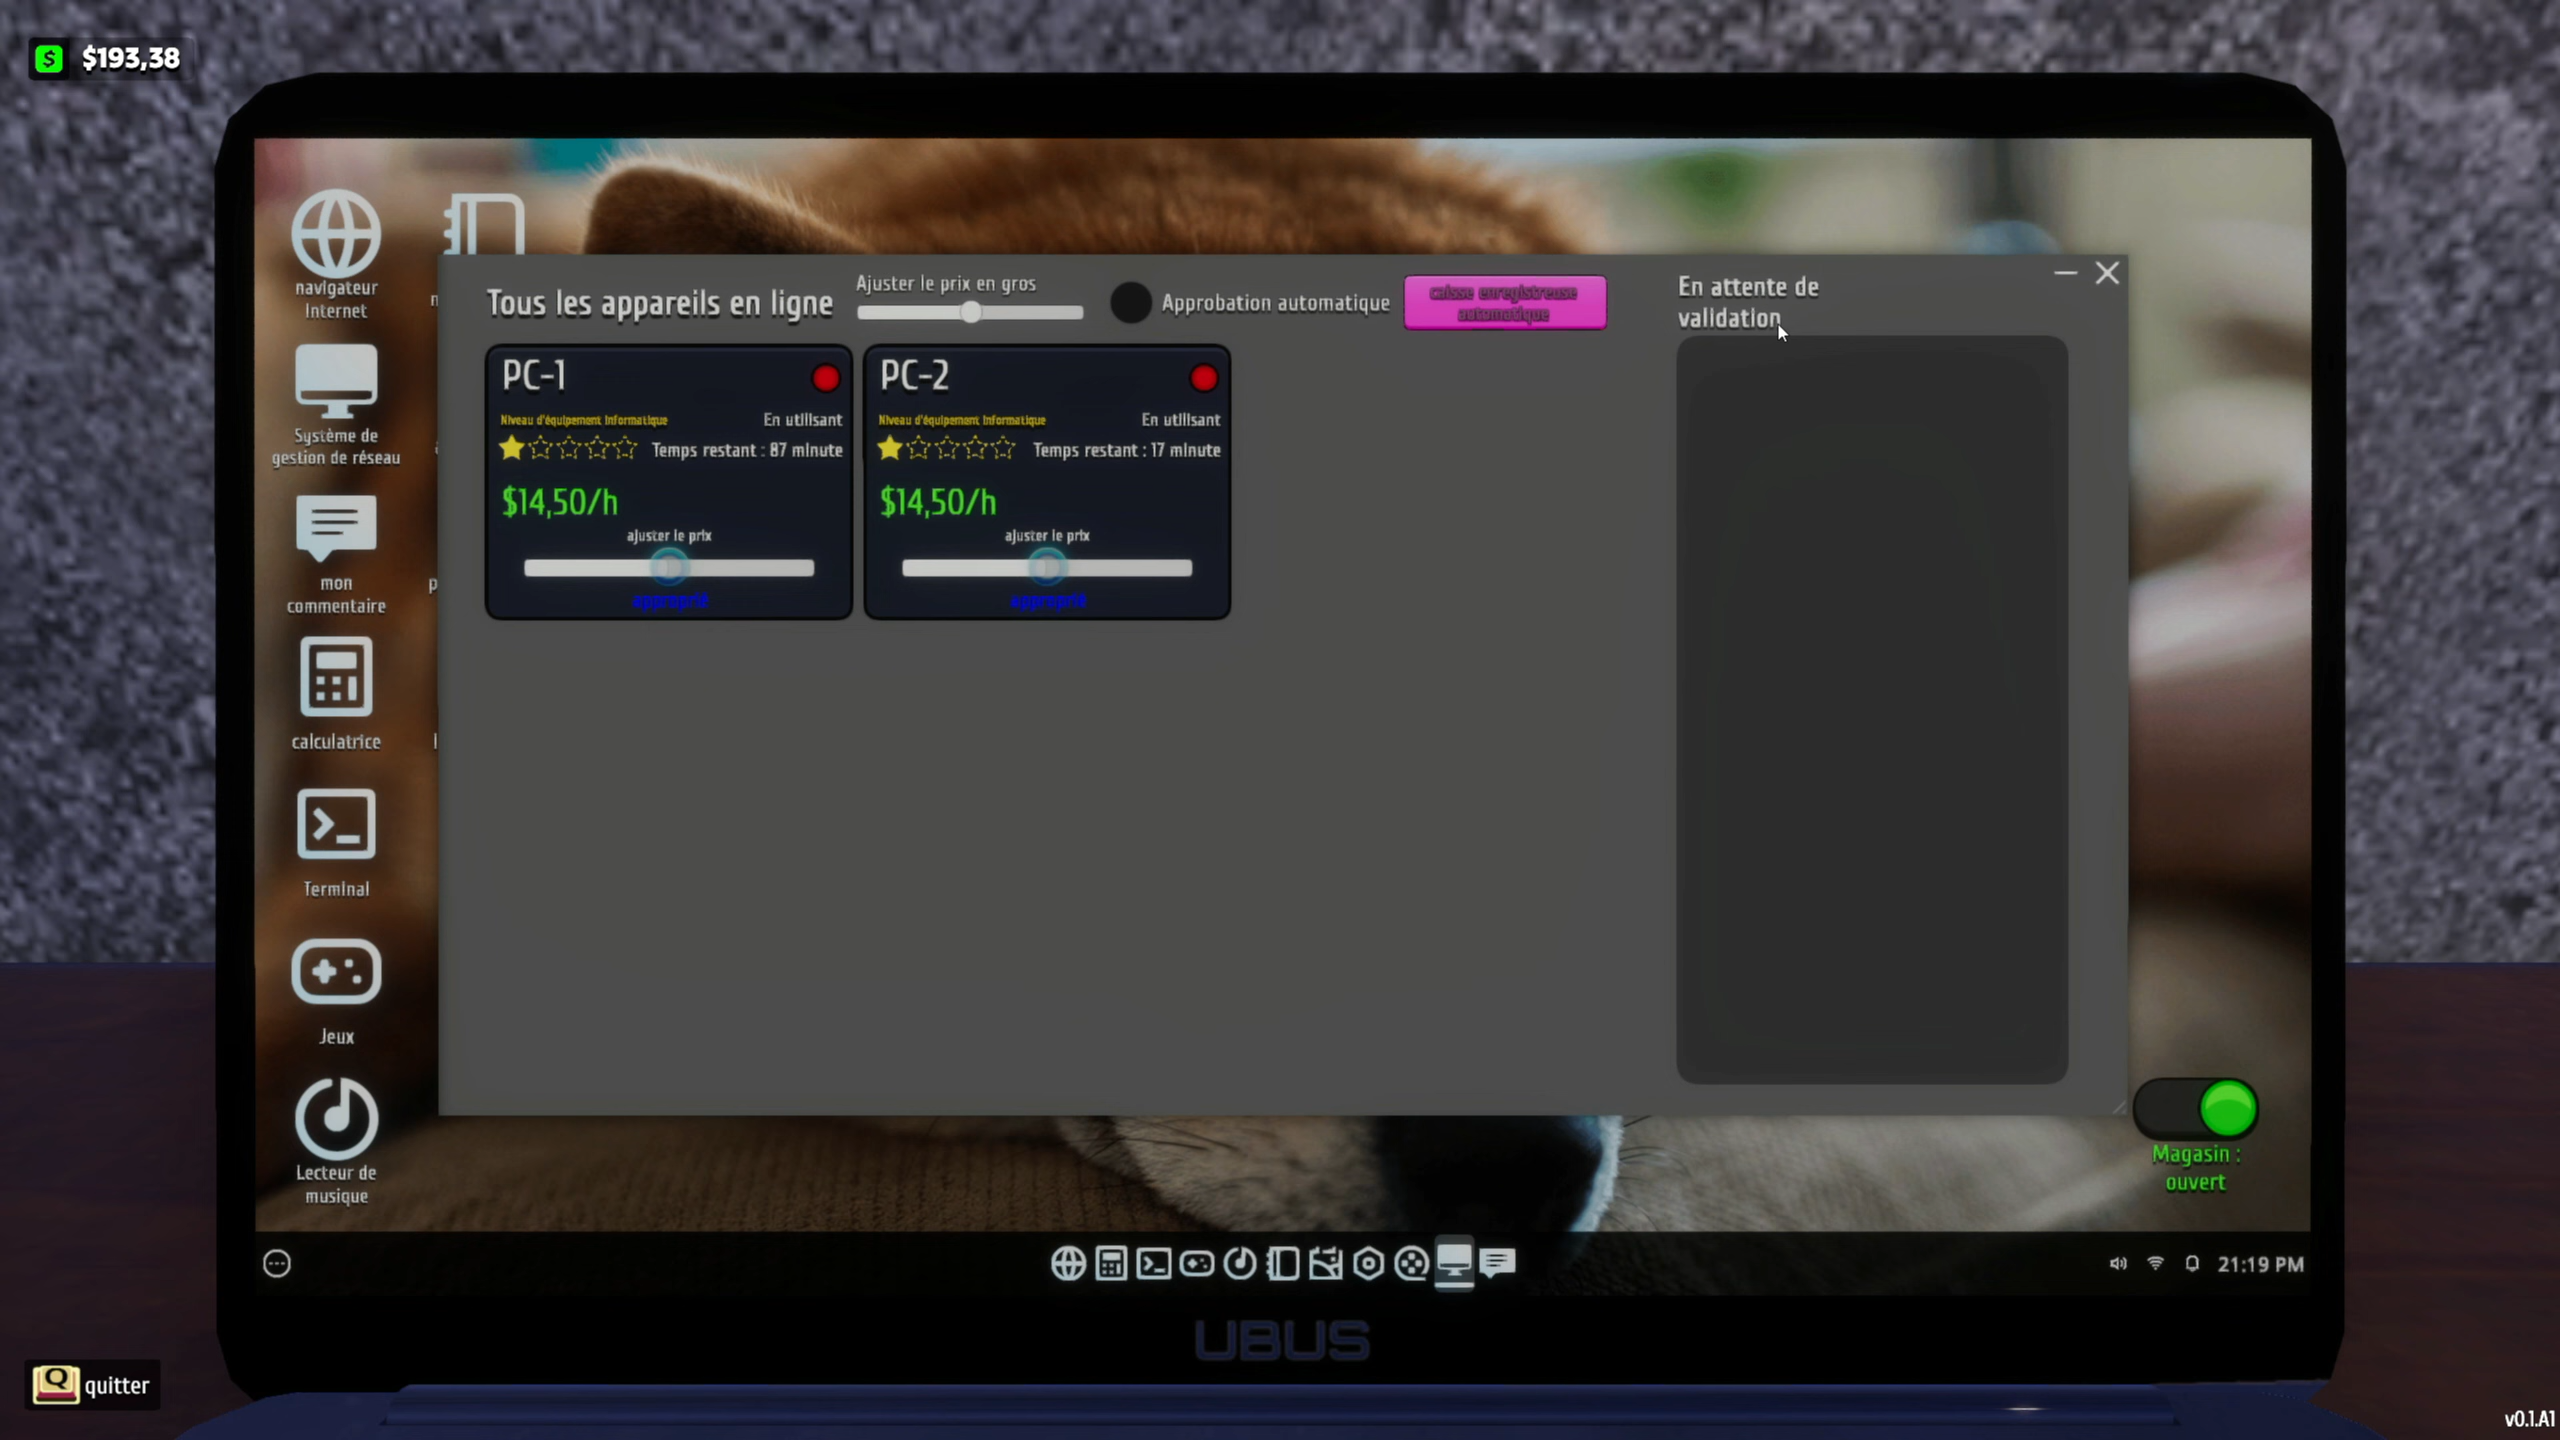 $193,38
navigateur
Internet
Système de
gestion de réseau
mon
commentaire
calculatrice
Terminal
Jeux
Lecteur de
musique
Tous les appareils en ligne
Ajuster le prix en gros
Approbation automatique
caisse enregistreuse
automatique
En attente de
validation
PC-1
Niveau d'équipement informatique
En utilisant
Temps restant : 87 minute
$14,50/h
ajuster le prix
approprié
PC-2
Niveau d'équipement informatique
En utilisant
Temps restant : 17 minute
$14,50/h
ajuster le prix
approprié
Magasin :
ouvert
21:19 PM
UBUS
Q quitter
v0.1.A1